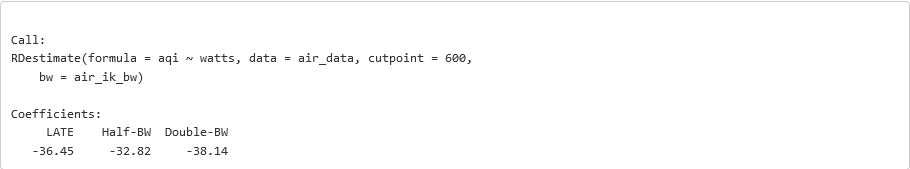 Call:
RDestimate(formula = aqi ~ watts, data = air_data, cutpoint = 600,
    bw = air_ik_bw)
Coefficients:
     LATE    Half-BW  Double-BW
   -36.45     -32.82     -38.14